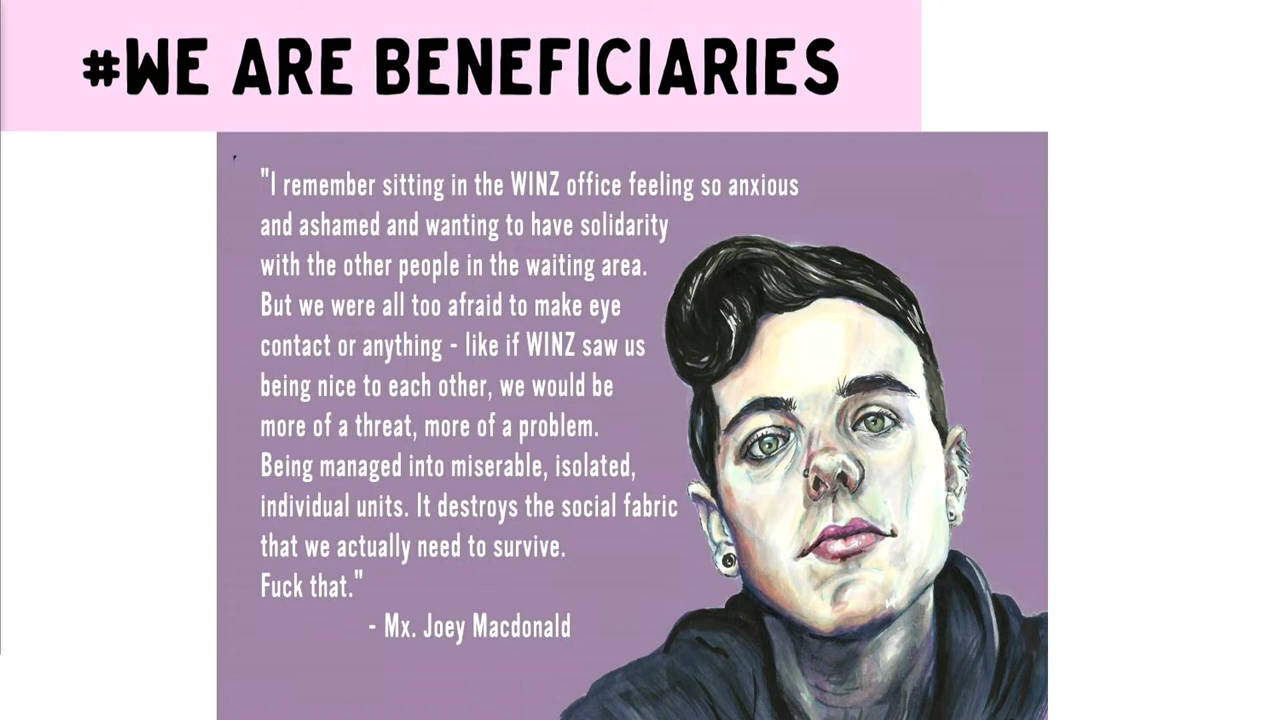 #WE ARE BENEFICIARIES
"I remember sitting in the WINZ office feeling so anxious
and ashamed and wanting to have solidarity
with the other people in the waiting area.
But we were all too afraid to make eye
contact or anything - like if WINZ saw us
being nice to each other, we would be
more of a threat, more of a problem.
Being managed into miserable, isolated,
individual units. It destroys the social fabric
that we actually need to survive.
Fuck that."
- Mx. Joey Macdonald